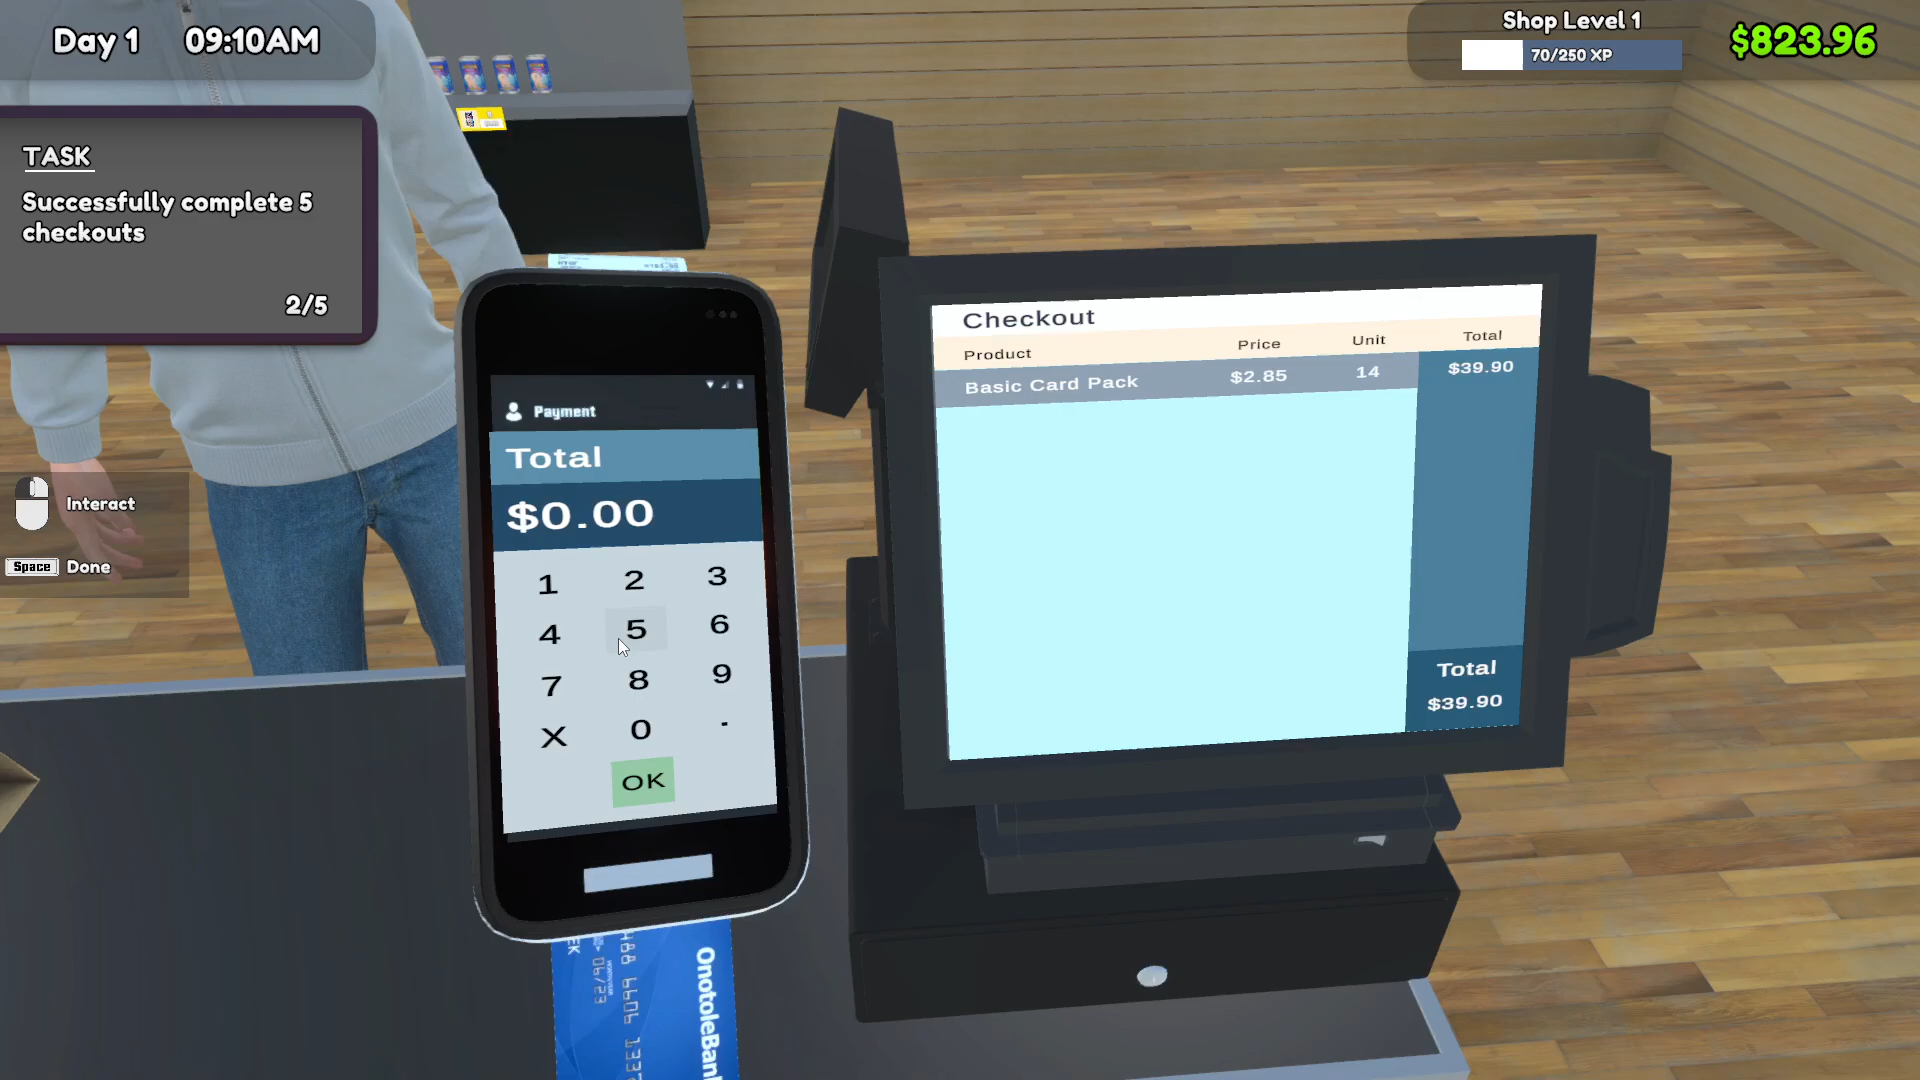 Day 1 09:10AM
Shop Level 1
70/250 XP
$823.96
TASK
Successfully complete 5
checkouts
2/5
Interact
Space Done
Payment
Total
$0.00
1 2 3
4 5 6
7 8 9
X 0 .
OK
Checkout
Product Price Unit Total
Basic Card Pack $2.85 14 $39.90
Total
$39.90
OnotoleBank